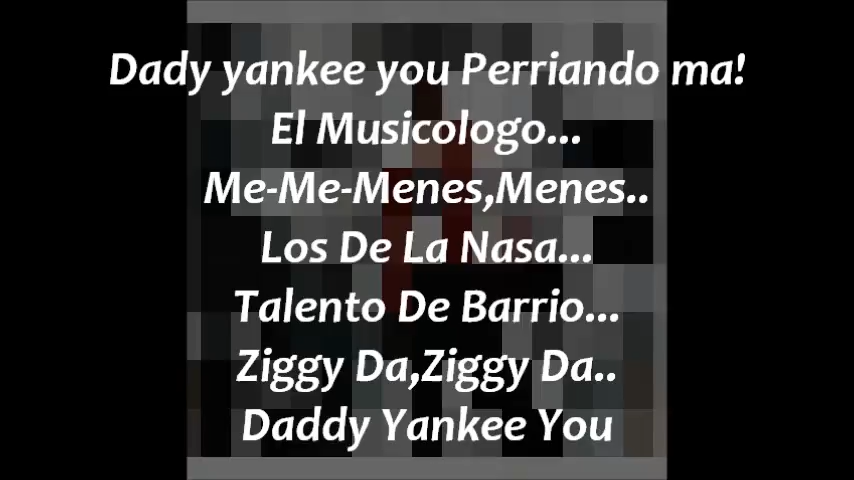 Dady yankee you Perriando ma!
El Musicologo...
Me-Me-Menes,Menes..
Los De La Nasa...
Talento De Barrio...
Ziggy Da,Ziggy Da..
Daddy Yankee You